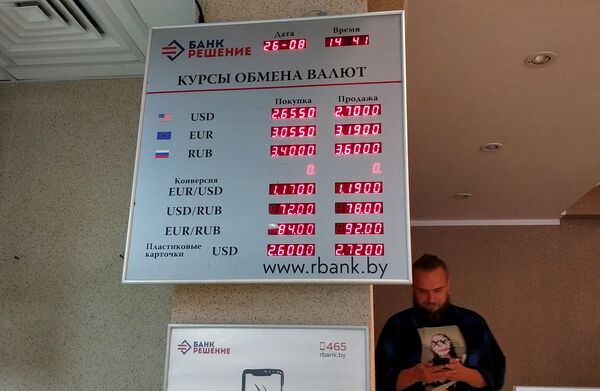 БАНК РЕШЕНИЕ
Дата Время
26-08 14 41
КУРСЫ ОБМЕНА ВАЛЮТ
Покупка Продажа
USD 2.6550 2.7000
EUR 3.0550 3.1900
RUB 3.4000 3.6000
0. 0.
Конверсия
EUR/USD 1.1700 1.1900
USD/RUB 72.00 78.00
EUR/RUB 84.00 92.00
Пластиковые карточки USD 2.6000 2.7200
www.rbank.by
БАНК РЕШЕНИЕ
465
rbank.by